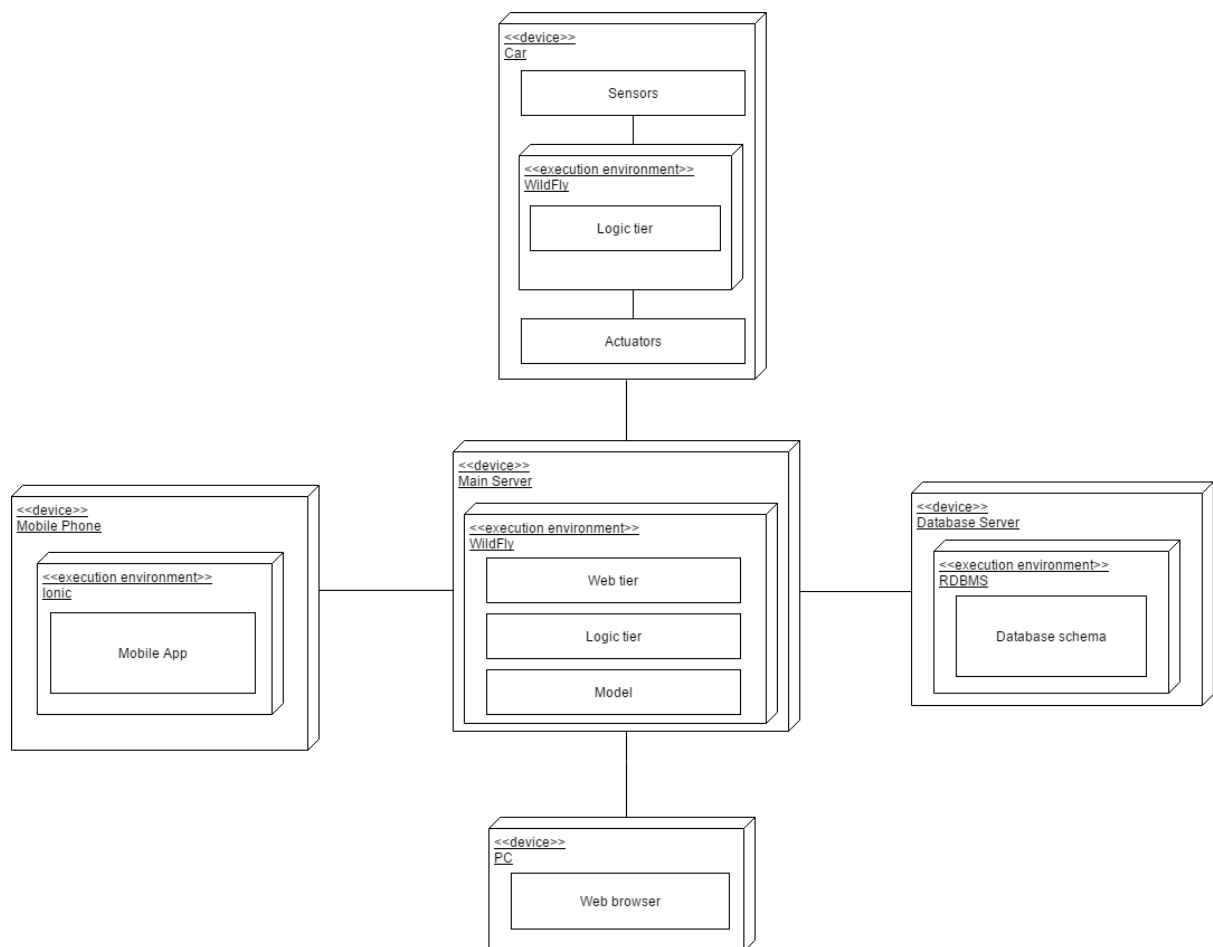 <<device>>
Car
Sensors
<<execution environment>>
WildFly
Logic tier
Actuators
<<device>>
Main Server
<<execution environment>>
WildFly
Web tier
Logic tier
Model
<<device>>
Mobile Phone
<<execution environment>>
Ionic
Mobile App
<<device>>
Database Server
<<execution environment>>
RDBMS
Database schema
<<device>>
PC
Web browser